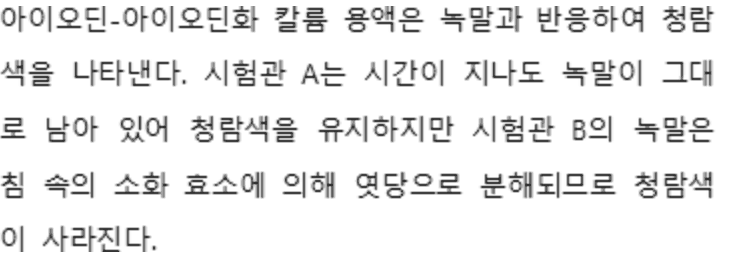 아이오딘-아이오딘화 칼륨 용액은 녹말과 반응하여 청람
색을 나타낸다. 시험관 A는 시간이 지나도 녹말이 그대
로 남아 있어 청람색을 유지하지만 시험관 B의 녹말은
침 속의 소화 효소에 의해 엿당으로 분해되므로 청람색
이 사라진다.